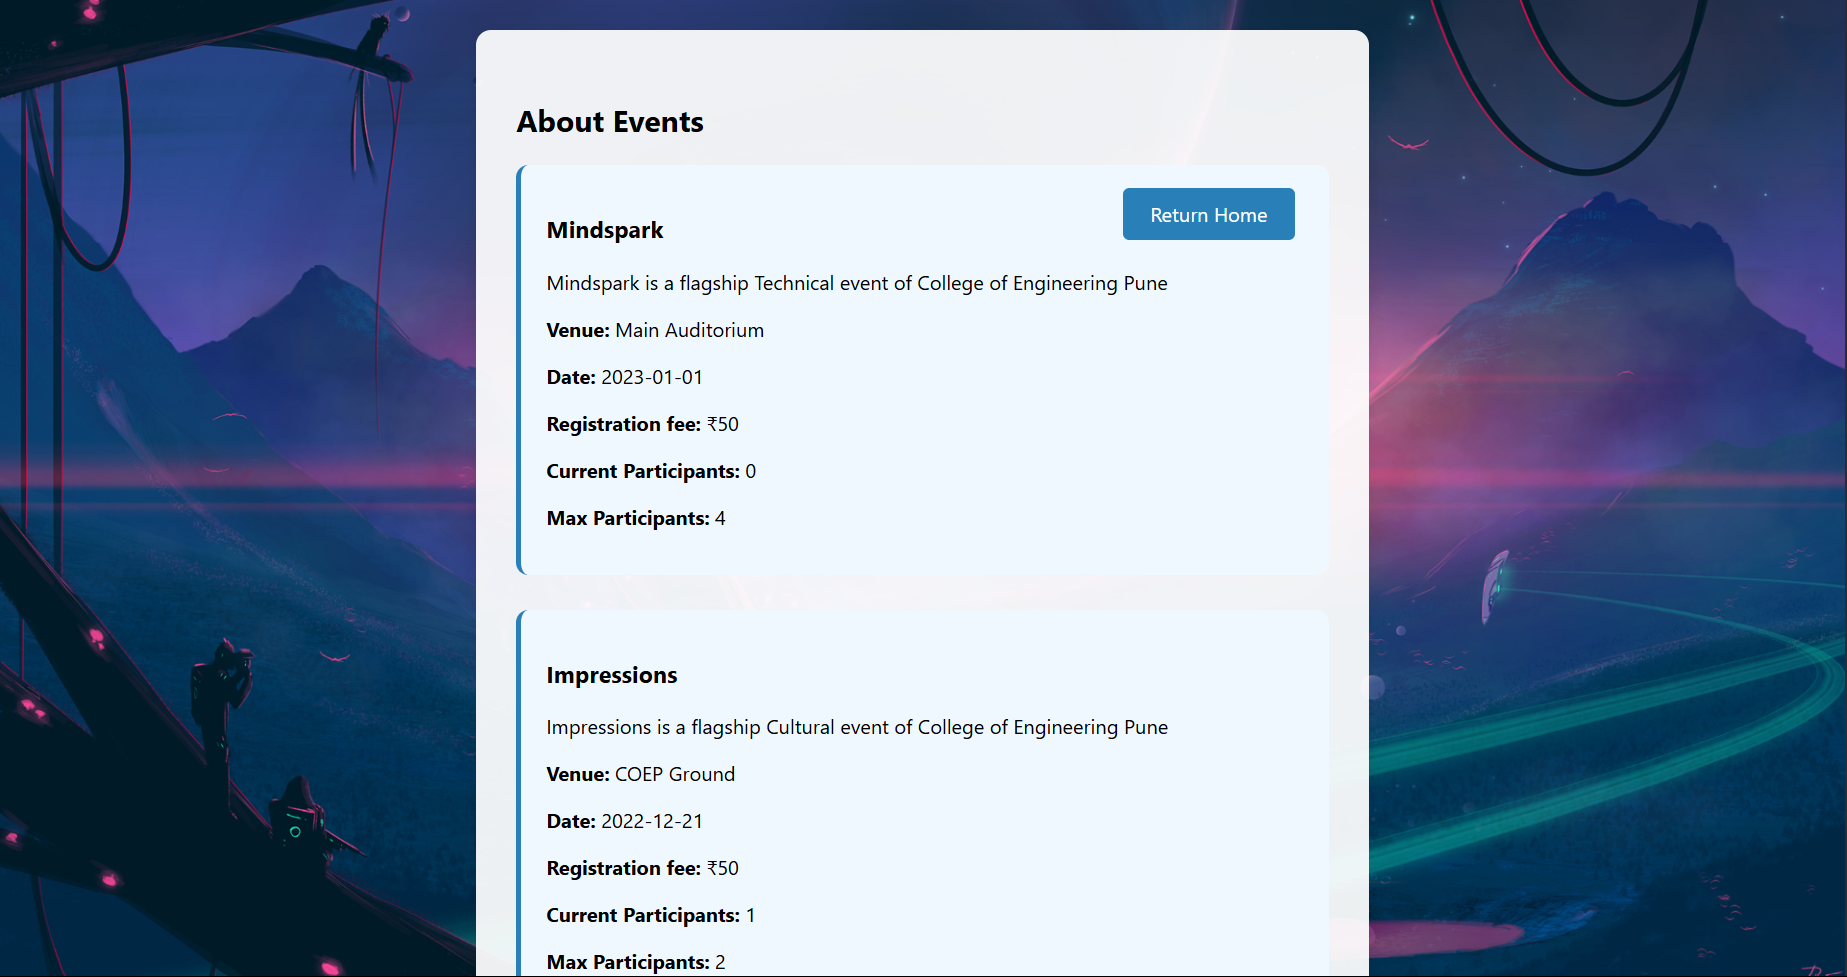 About Events
Return Home
Mindspark
Mindspark is a flagship Technical event of College of Engineering Pune
Venue: Main Auditorium
Date: 2023-01-01
Registration fee: ₹50
Current Participants: 0
Max Participants: 4
Impressions
Impressions is a flagship Cultural event of College of Engineering Pune
Venue: COEP Ground
Date: 2022-12-21
Registration fee: ₹50
Current Participants: 1
Max Participants: 2